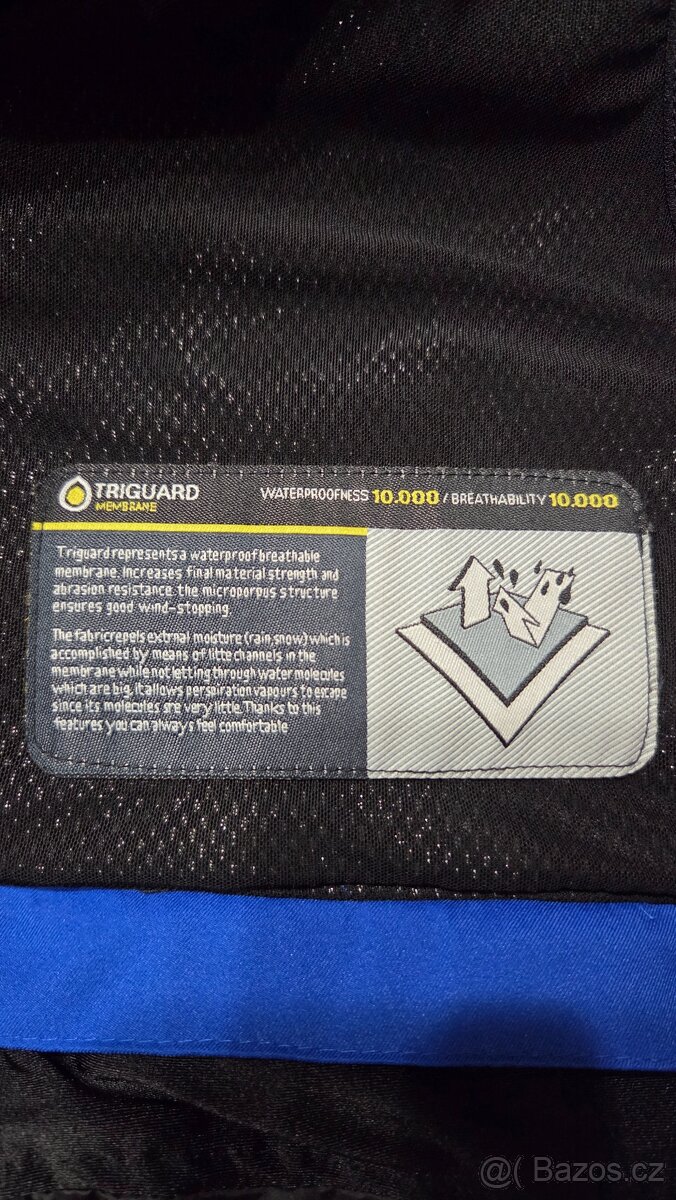 TRIGUARD
MEMBRANE
WATERPROOFNESS 10.000 / BREATHABILITY 10.000
Triguard represents a waterproof breathable
membrane. Increases final material strength and
abrasion resistance. the microporpus structure
ensures good wind-stopping.
The fabric repels extrnal moisture (rain,snow) which is
accomplished by means of litte channels in the
membrane while not letting through water molecules
which are big, it allows perspiration vapours to escape
since its molecules are very little. Thanks to this
features you can always feel comfortable
@( Bazos.cz